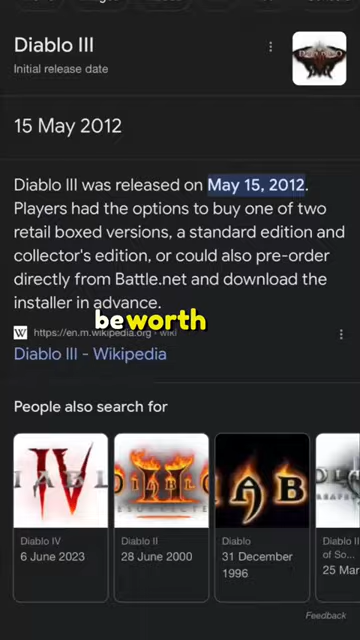 Diablo III
Initial release date
15 May 2012
Diablo III was released on May 15, 2012.
Players had the options to buy one of two
retail boxed versions, a standard edition and
collector's edition, or could also pre-order
directly from Battle.net and download the
installer in advance.
be worth
W https://en.m.wikipedia.org › wiki
Diablo III - Wikipedia
People also search for
Diablo IV
6 June 2023
Diablo II
28 June 2000
Diablo
31 December
1996
Diablo II
of So...
25 Mar
Feedback